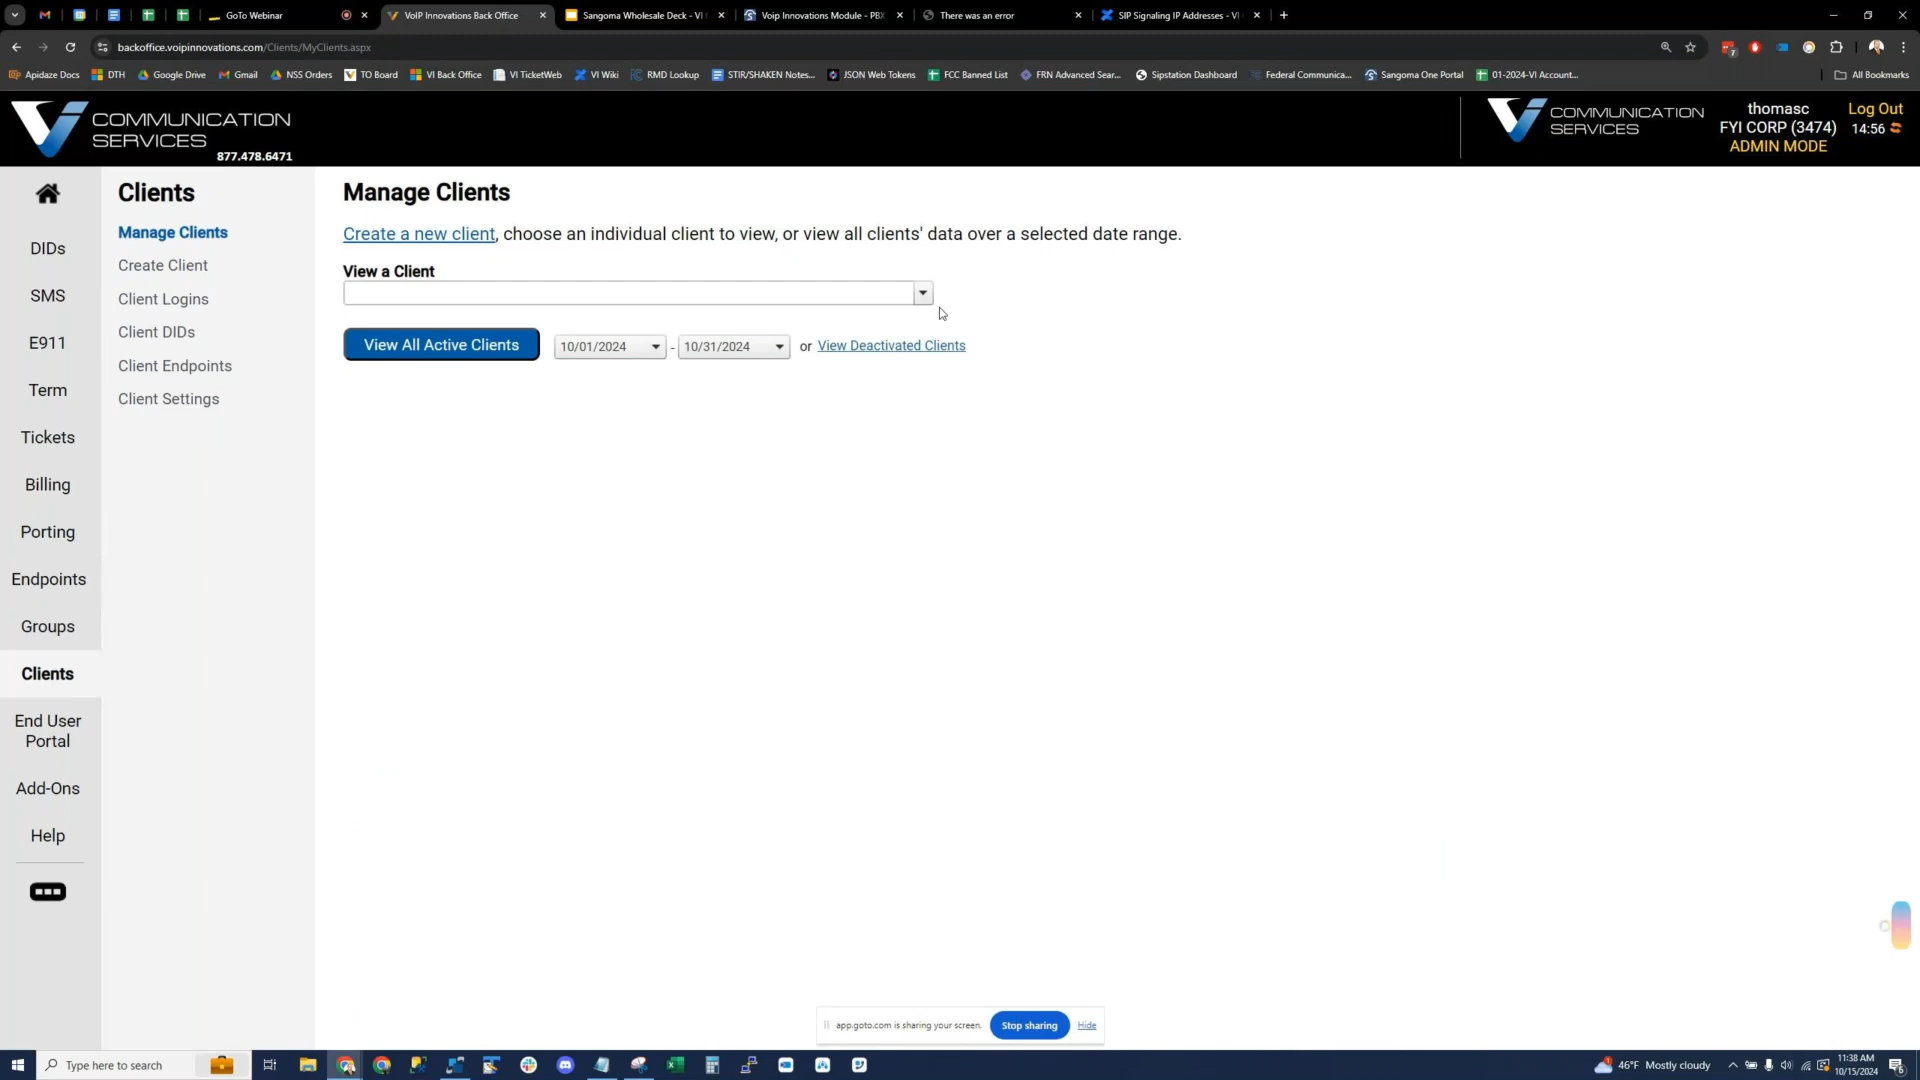 GoTo Webinar
VoIP Innovations Back Office
Sangoma Wholesale Deck - VI
Voip Innovations Module - PBX
There was an error
SIP Signaling IP Addresses - VI
backoffice.voipinnovations.com/Clients/MyClients.aspx
Apidaze Docs
DTH
Google Drive
Gmail
NSS Orders
TO Board
VI Back Office
VI TicketWeb
VI Wiki
RMD Lookup
STIR/SHAKEN Notes...
JSON Web Tokens
FCC Banned List
FRN Advanced Sear...
Sipstation Dashboard
Federal Communica...
Sangoma One Portal
01-2024-VI Account...
All Bookmarks
COMMUNICATION
SERVICES
877.478.6471
COMMUNICATION
SERVICES
thomasc
FYI CORP (3474)
ADMIN MODE
Log Out
14:56
DIDs
SMS
E911
Term
Tickets
Billing
Porting
Endpoints
Groups
Clients
End User
Portal
Add-Ons
Help
Clients
Manage Clients
Create Client
Client Logins
Client DIDs
Client Endpoints
Client Settings
Manage Clients
Create a new client, choose an individual client to view, or view all clients' data over a selected date range.
View a Client
View All Active Clients
10/01/2024 - 10/31/2024 or View Deactivated Clients
app.goto.com is sharing your screen.
Stop sharing
Hide
Type here to search
46°F Mostly cloudy
11:38 AM
10/15/2024